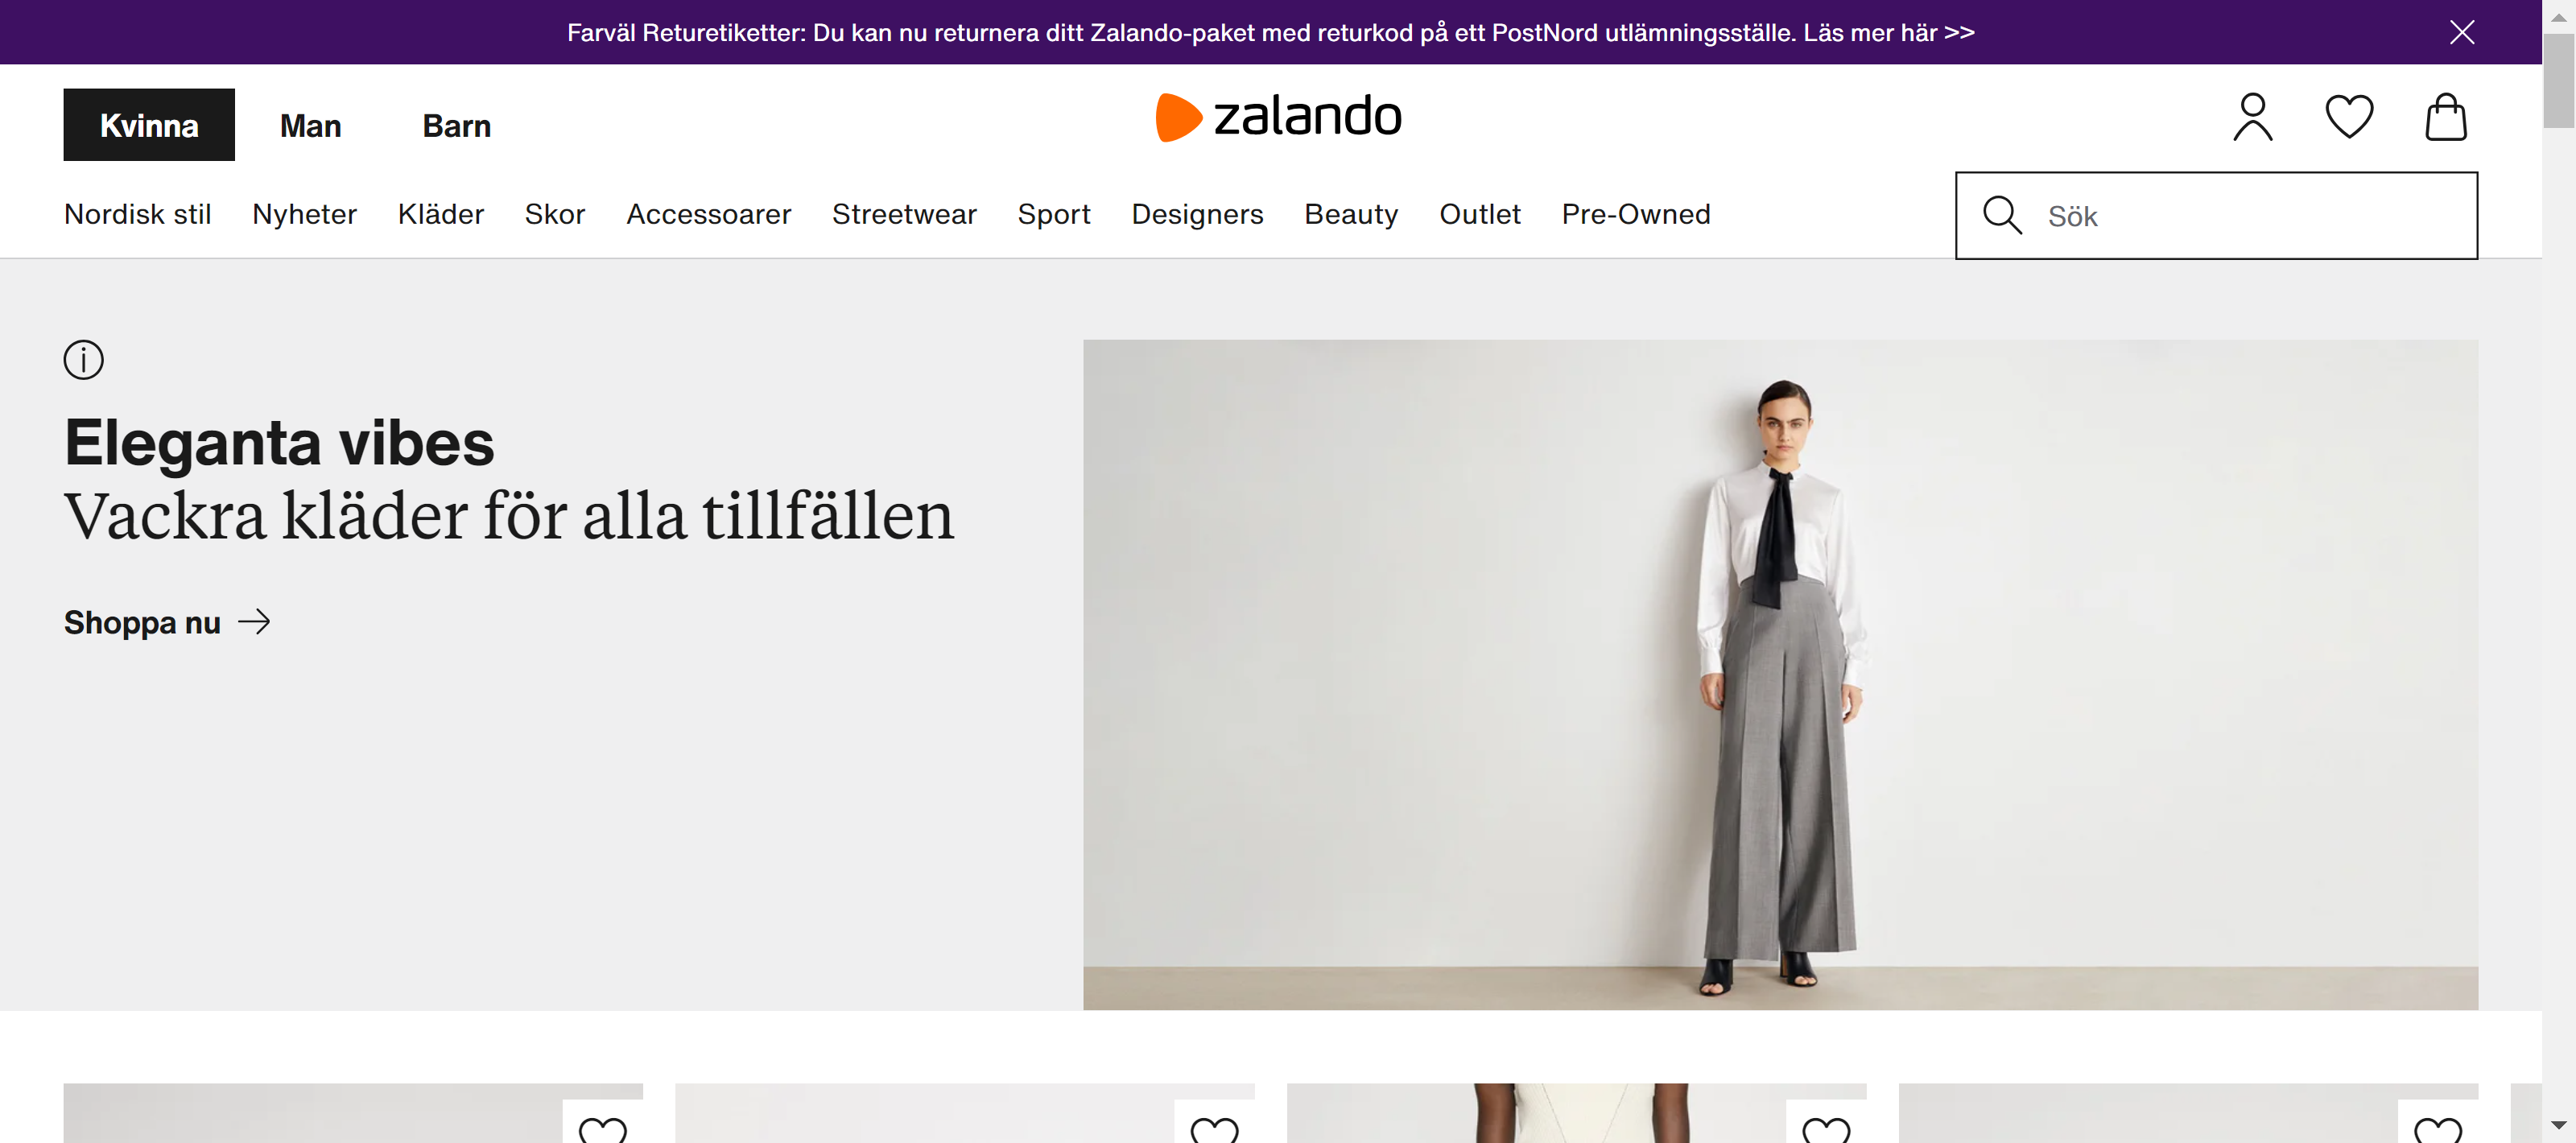 Farväl Returetiketter: Du kan nu returnera ditt Zalando-paket med returkod på ett PostNord utlämningsställe. Läs mer här >>
Kvinna
Man
Barn
zalando
Nordisk stil
Nyheter
Kläder
Skor
Accessoarer
Streetwear
Sport
Designers
Beauty
Outlet
Pre-Owned
Sök
Eleganta vibes
Vackra kläder för alla tillfällen
Shoppa nu